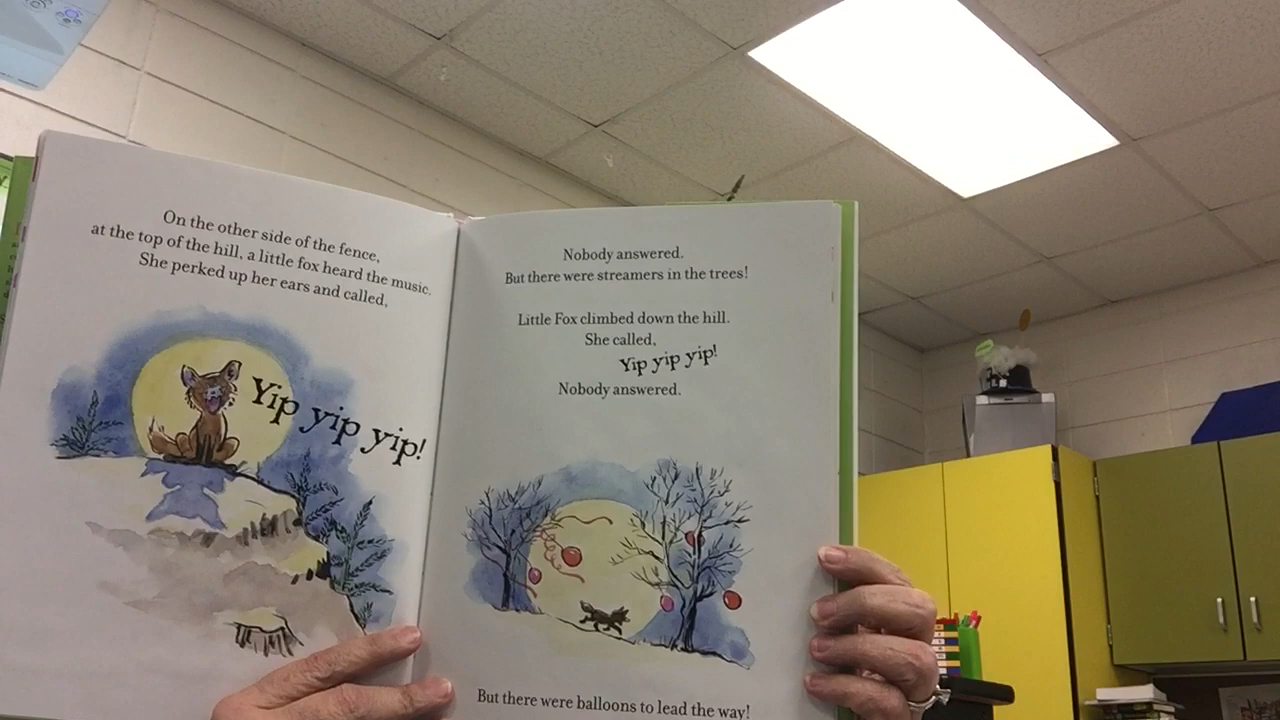 On the other side of the fence,
at the top of the hill, a little fox heard the music.
She perked up her ears and called,
Yip yip yip!
Nobody answered.
But there were streamers in the trees!
Little Fox climbed down the hill.
She called,
Yip yip yip!
Nobody answered.
But there were balloons to lead the way!